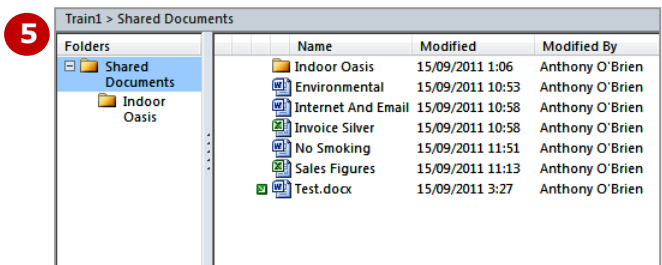 5
Train1 > Shared Documents
Folders
Shared
Documents
Indoor
Oasis
Name Modified Modified By
Indoor Oasis 15/09/2011 1:06 Anthony O'Brien
Environmental 15/09/2011 10:53 Anthony O'Brien
Internet And Email 15/09/2011 10:58 Anthony O'Brien
Invoice Silver 15/09/2011 10:58 Anthony O'Brien
No Smoking 15/09/2011 11:51 Anthony O'Brien
Sales Figures 15/09/2011 11:13 Anthony O'Brien
Test.docx 15/09/2011 3:27 Anthony O'Brien